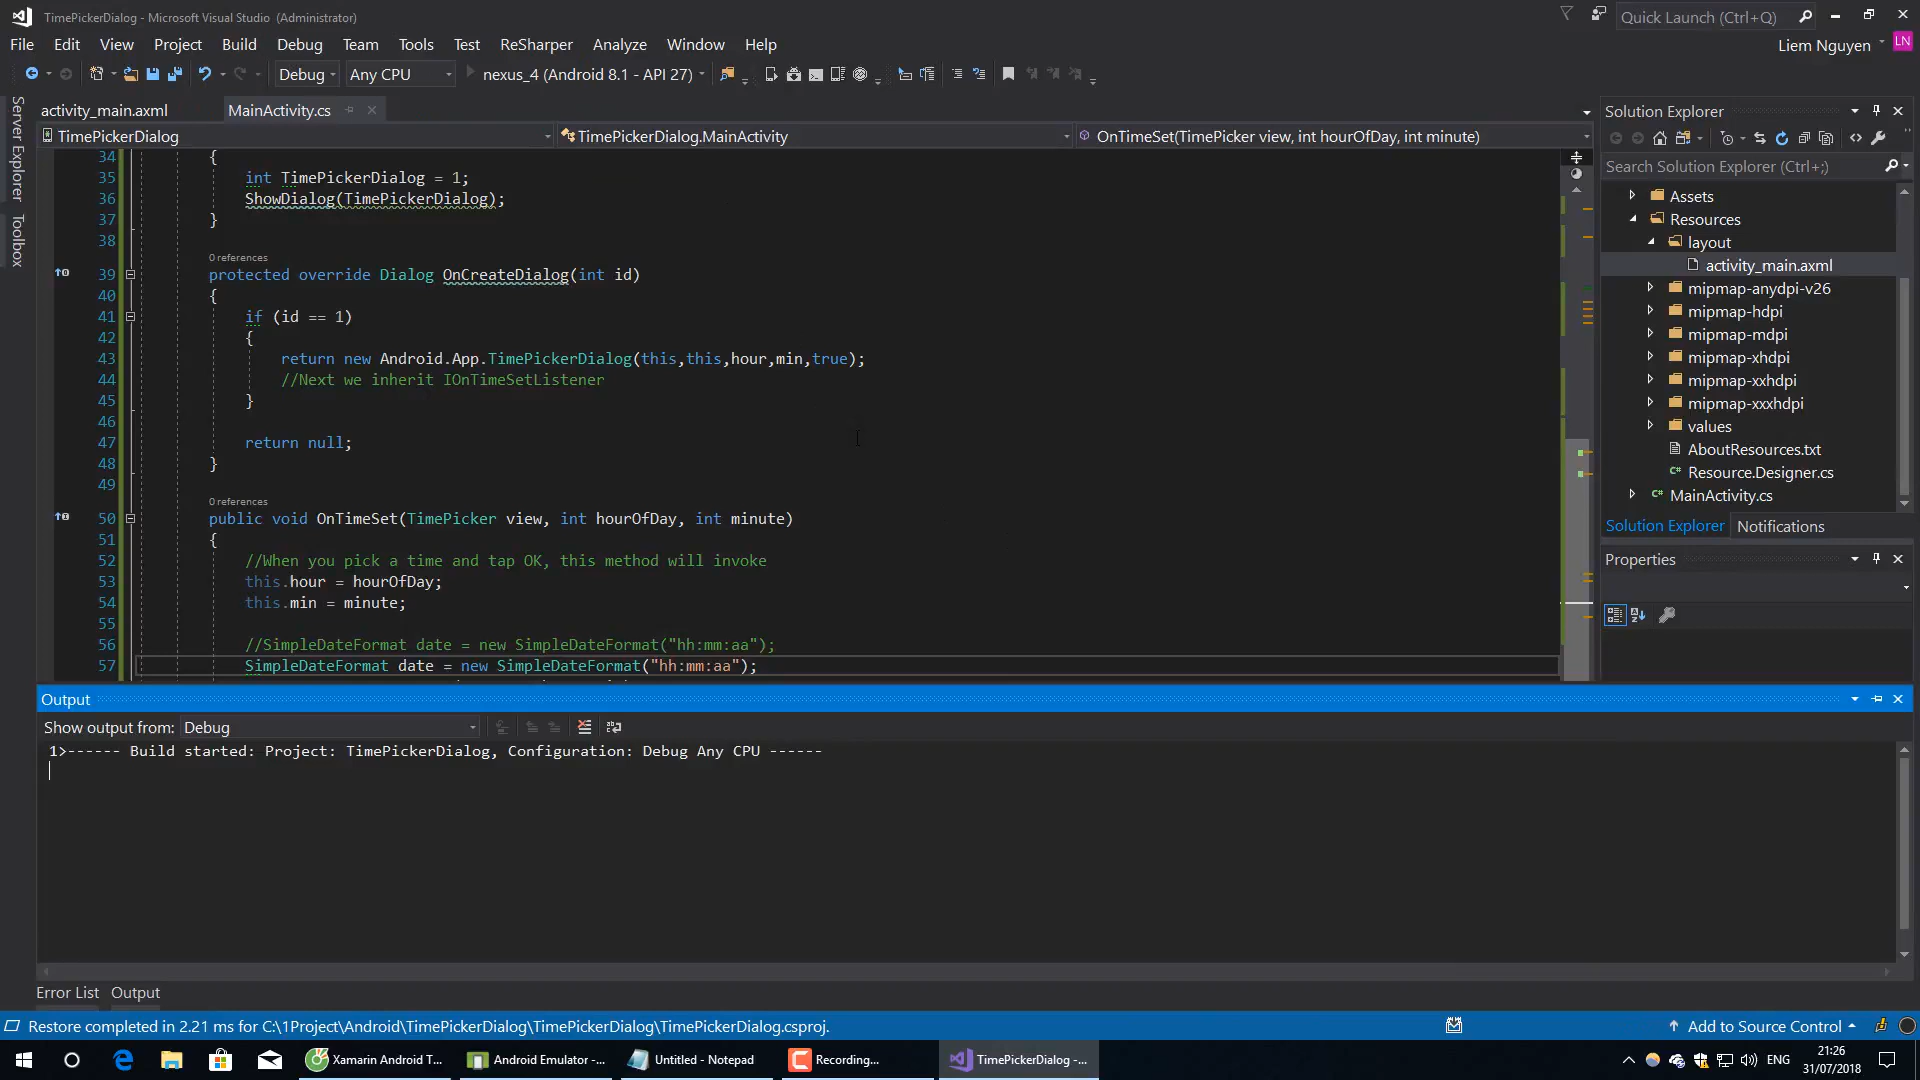 TimePickerDialog - Microsoft Visual Studio (Administrator)
Quick Launch (Ctrl+Q)
File Edit View Project Build Debug Team Tools Test ReSharper Analyze Window Help
Liem Nguyen LN
Debug Any CPU nexus_4 (Android 8.1 - API 27)
Server Explorer
Toolbox
activity_main.axml MainActivity.cs
TimePickerDialog TimePickerDialog.MainActivity OnTimeSet(TimePicker view, int hourOfDay, int minute)
34 {
35 int TimePickerDialog = 1;
36 ShowDialog(TimePickerDialog);
37 }
38
0 references
39 protected override Dialog OnCreateDialog(int id)
40 {
41 if (id == 1)
42 {
43 return new Android.App.TimePickerDialog(this,this,hour,min,true);
44 //Next we inherit IOnTimeSetListener
45 }
46
47 return null;
48 }
49
0 references
50 public void OnTimeSet(TimePicker view, int hourOfDay, int minute)
51 {
52 //When you pick a time and tap OK, this method will invoke
53 this.hour = hourOfDay;
54 this.min = minute;
55
56 //SimpleDateFormat date = new SimpleDateFormat("hh:mm:aa");
57 SimpleDateFormat date = new SimpleDateFormat("hh:mm:aa");
Solution Explorer
Search Solution Explorer (Ctrl+;)
Assets
Resources
layout
activity_main.axml
mipmap-anydpi-v26
mipmap-hdpi
mipmap-mdpi
mipmap-xhdpi
mipmap-xxhdpi
mipmap-xxxhdpi
values
AboutResources.txt
Resource.Designer.cs
MainActivity.cs
Solution Explorer Notifications
Properties
Output
Show output from: Debug
1>------ Build started: Project: TimePickerDialog, Configuration: Debug Any CPU ------
Error List Output
Restore completed in 2.21 ms for C:\1Project\Android\TimePickerDialog\TimePickerDialog\TimePickerDialog.csproj.
Add to Source Control
Xamarin Android T... Android Emulator -... Untitled - Notepad Recording... TimePickerDialog -...
ENG
21:26
31/07/2018